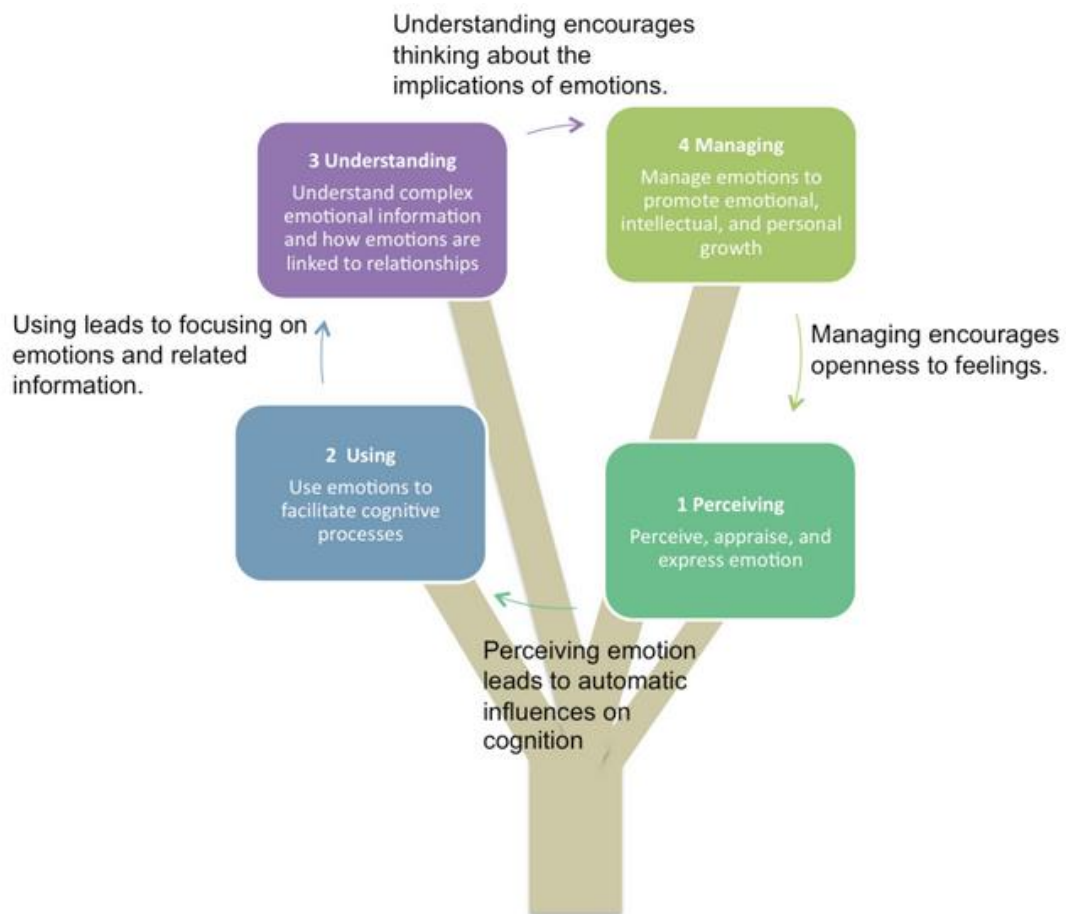 Understanding encourages
thinking about the
implications of emotions.
3 Understanding
Understand complex
emotional information
and how emotions are
linked to relationships
4 Managing
Manage emotions to
promote emotional,
intellectual, and personal
growth
Using leads to focusing on
emotions and related
information.
Managing encourages
openness to feelings.
2 Using
Use emotions to
facilitate cognitive
processes
1 Perceiving
Perceive, appraise, and
express emotion
Perceiving emotion
leads to automatic
influences on
cognition